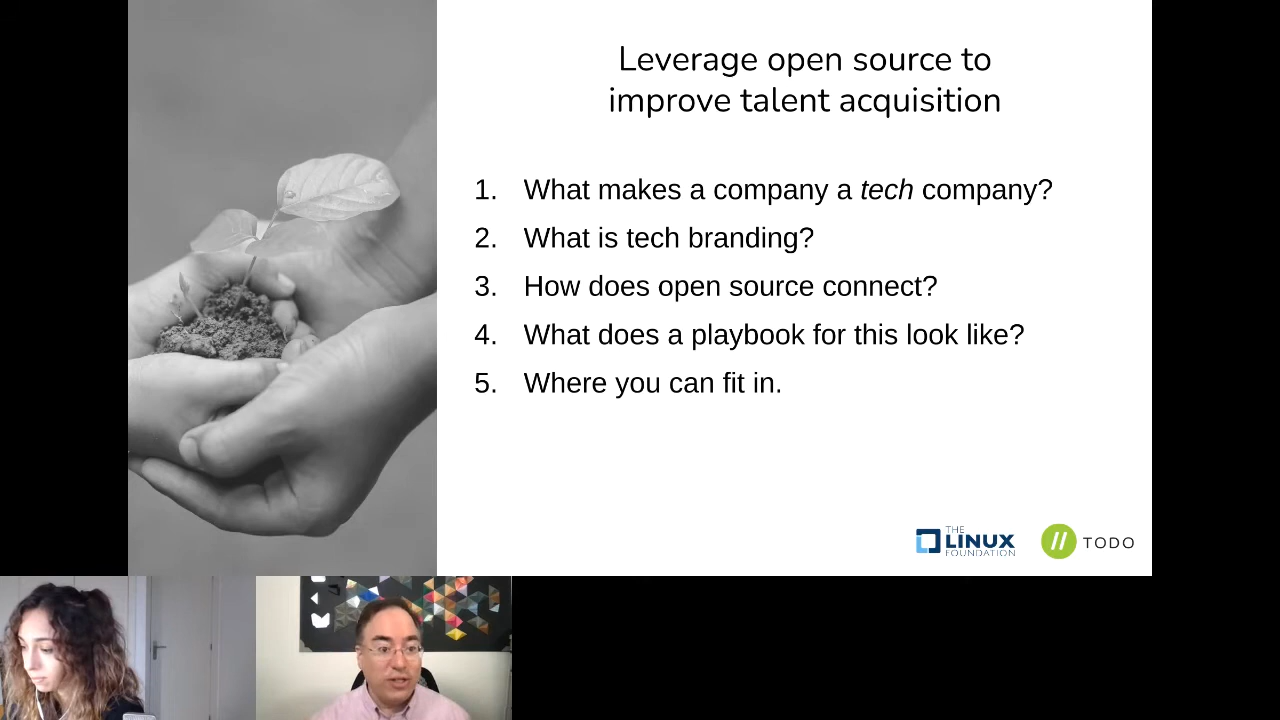 Leverage open source to
improve talent acquisition
1. What makes a company a tech company?
2. What is tech branding?
3. How does open source connect?
4. What does a playbook for this look like?
5. Where you can fit in.
THE
LINUX
FOUNDATION
// TODO